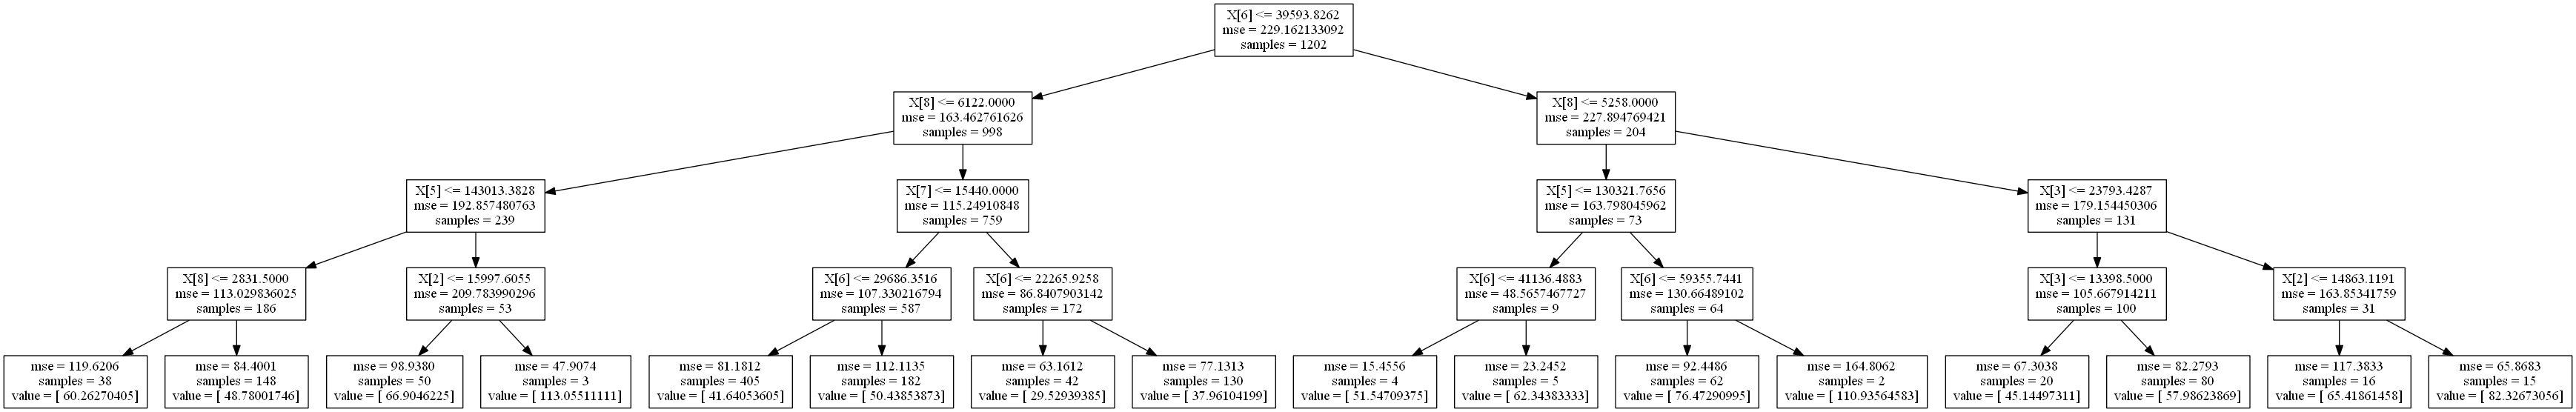 X[6] <= 39593.8262
mse = 229.162133092
samples = 1202
X[8] <= 6122.0000
mse = 163.462761626
samples = 998
X[8] <= 5258.0000
mse = 227.894769421
samples = 204
X[5] <= 143013.3828
mse = 192.857480763
samples = 239
X[7] <= 15440.0000
mse = 115.24910848
samples = 759
X[5] <= 130321.7656
mse = 163.798045962
samples = 73
X[3] <= 23793.4287
mse = 179.154450306
samples = 131
X[8] <= 2831.5000
mse = 113.029836025
samples = 186
X[2] <= 15997.6055
mse = 209.783990296
samples = 53
X[6] <= 29686.3516
mse = 107.330216794
samples = 587
X[6] <= 22265.9258
mse = 86.8407903142
samples = 172
X[6] <= 41136.4883
mse = 48.5657467727
samples = 9
X[6] <= 59355.7441
mse = 130.66489102
samples = 64
X[3] <= 13398.5000
mse = 105.667914211
samples = 100
X[2] <= 14863.1191
mse = 163.85341759
samples = 31
mse = 119.6206
samples = 38
value = [ 60.26270405]
mse = 84.4001
samples = 148
value = [ 48.78001746]
mse = 98.9380
samples = 50
value = [ 66.9046225]
mse = 47.9074
samples = 3
value = [ 113.05511111]
mse = 81.1812
samples = 405
value = [ 41.64053605]
mse = 112.1135
samples = 182
value = [ 50.43853873]
mse = 63.1612
samples = 42
value = [ 29.52939385]
mse = 77.1313
samples = 130
value = [ 37.96104199]
mse = 15.4556
samples = 4
value = [ 51.54709375]
mse = 23.2452
samples = 5
value = [ 62.34383333]
mse = 92.4486
samples = 62
value = [ 76.47290995]
mse = 164.8062
samples = 2
value = [ 110.93564583]
mse = 67.3038
samples = 20
value = [ 45.14497311]
mse = 82.2793
samples = 80
value = [ 57.98623869]
mse = 117.3833
samples = 16
value = [ 65.41861458]
mse = 65.8683
samples = 15
value = [ 82.32673056]